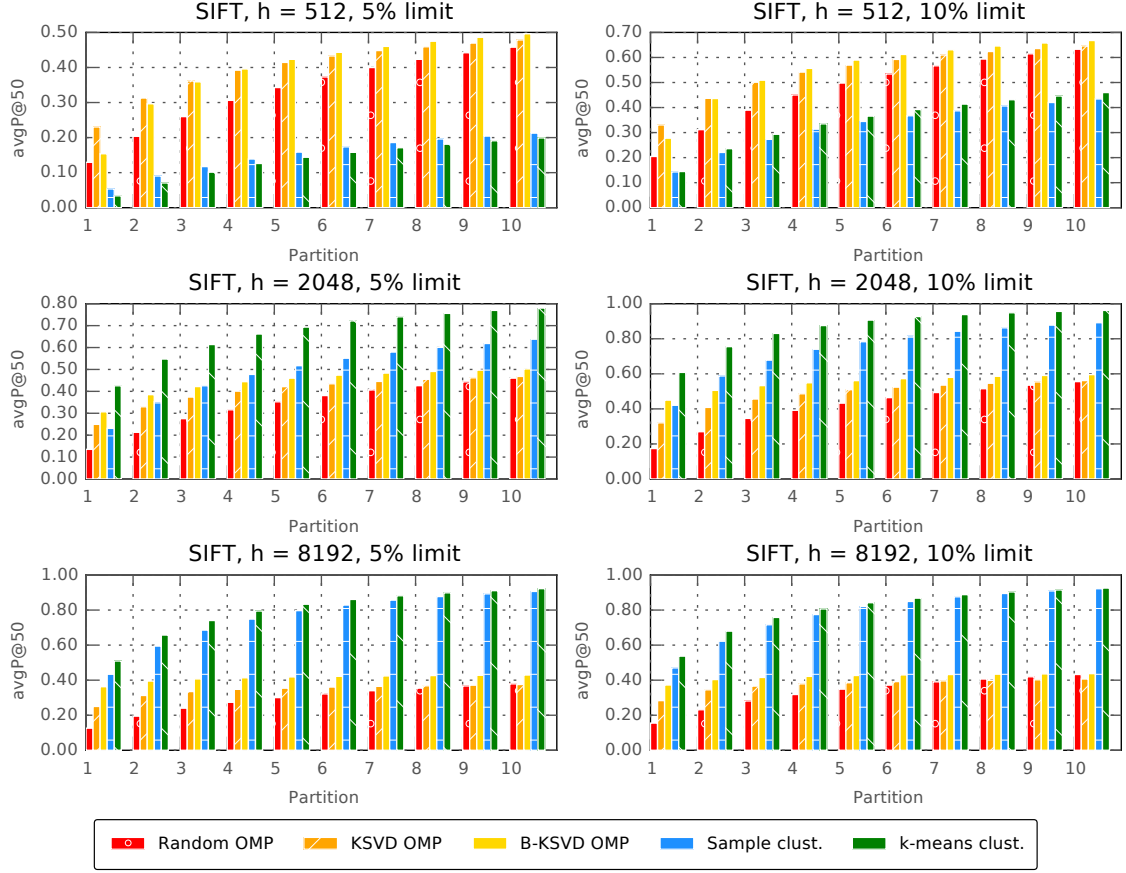 SIFT, h = 512, 5% limit
0.50
0.40
0.30
0.20
0.10
0.00
avgP@50
1 2 3 4 5 6 7 8 9 10
Partition
SIFT, h = 512, 10% limit
0.70
0.60
0.50
0.40
0.30
0.20
0.10
0.00
avgP@50
1 2 3 4 5 6 7 8 9 10
Partition
SIFT, h = 2048, 5% limit
0.80
0.70
0.60
0.50
0.40
0.30
0.20
0.10
0.00
avgP@50
1 2 3 4 5 6 7 8 9 10
Partition
SIFT, h = 2048, 10% limit
1.00
0.80
0.60
0.40
0.20
0.00
avgP@50
1 2 3 4 5 6 7 8 9 10
Partition
SIFT, h = 8192, 5% limit
1.00
0.80
0.60
0.40
0.20
0.00
avgP@50
1 2 3 4 5 6 7 8 9 10
Partition
SIFT, h = 8192, 10% limit
1.00
0.80
0.60
0.40
0.20
0.00
avgP@50
1 2 3 4 5 6 7 8 9 10
Partition
Random OMP KSVD OMP B-KSVD OMP Sample clust. k-means clust.